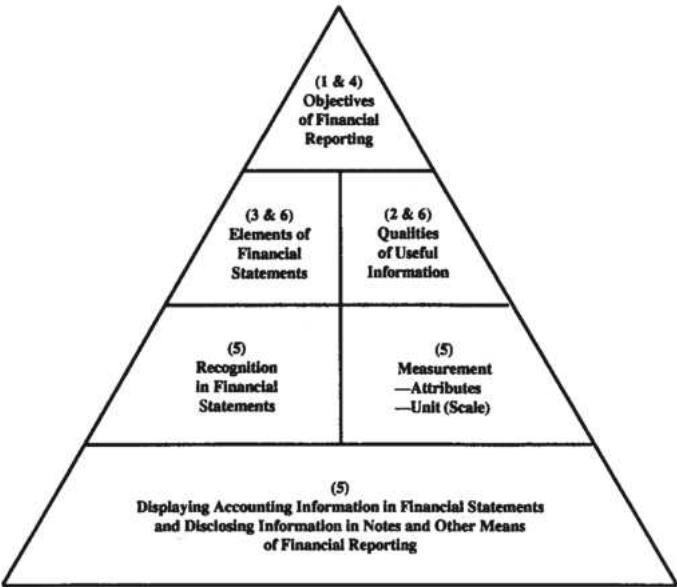 (1 & 4)
Objectives
of Financial
Reporting
(3 & 6)
Elements of
Financial
Statements
(2 & 6)
Qualities
of Useful
Information
(5)
Recognition
in Financial
Statements
(5)
Measurement
—Attributes
—Unit (Scale)
(5)
Displaying Accounting Information in Financial Statements
and Disclosing Information in Notes and Other Means
of Financial Reporting